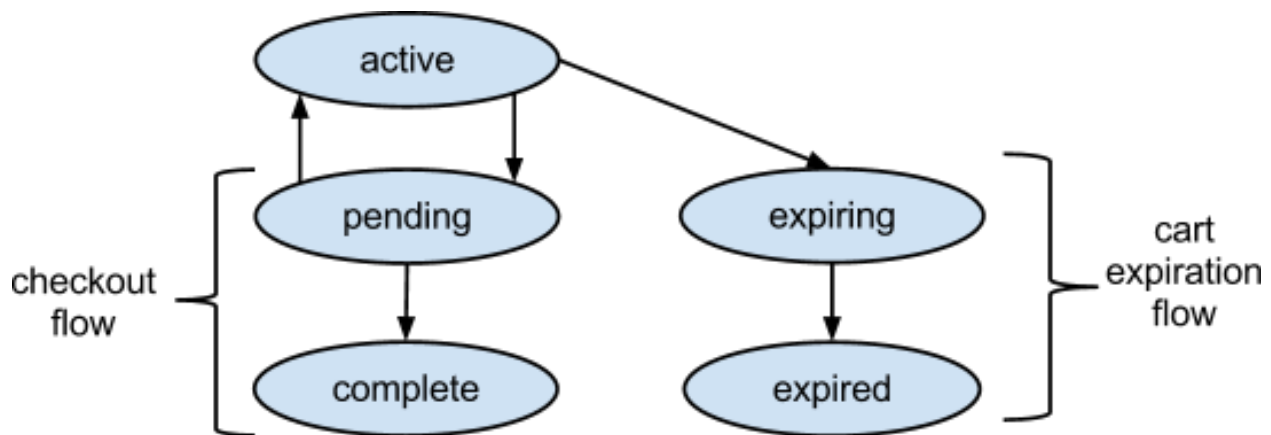 active
pending
expiring
checkout
flow
cart
expiration
flow
complete
expired